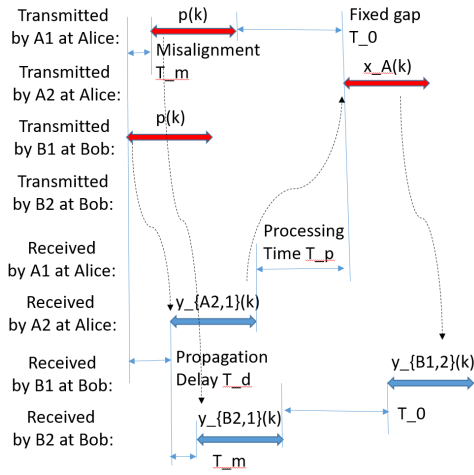 Transmitted
by A1 at Alice:
p(k)
Fixed gap
T_0
Misalignment
T_m
Transmitted
by A2 at Alice:
x_A(k)
Transmitted
by B1 at Bob:
p(k)
Transmitted
by B2 at Bob:
Processing
Time T_p
Received
by A1 at Alice:
Received
by A2 at Alice:
y_{A2,1}(k)
Received
by B1 at Bob:
Propagation
Delay T_d
y_{B1,2}(k)
Received
by B2 at Bob:
y_{B2,1}(k)
T_0
T_m